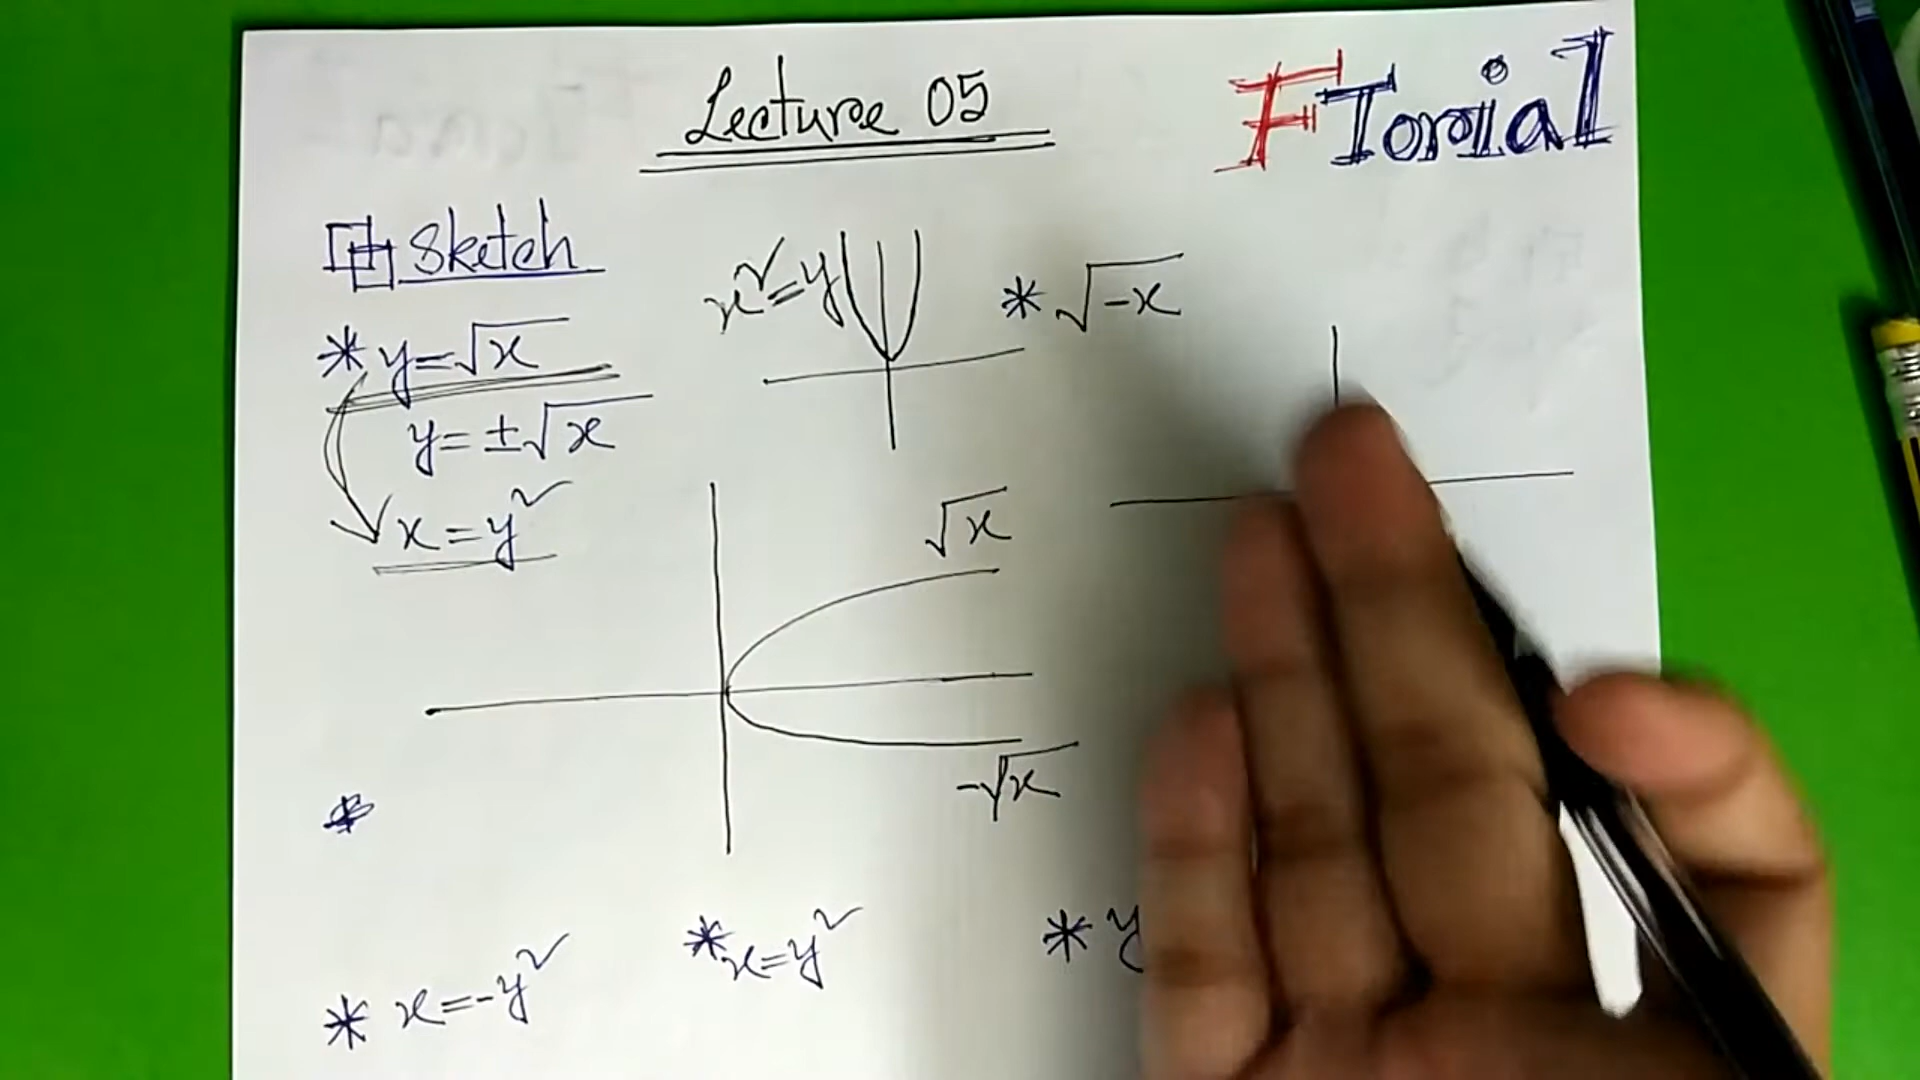 Lecture 05
FTorial
Sketch
* y=√x
y=±√x
x=y²
x²=y
* √-x
√x
-√x
*
* x=-y²
* x=y²
* y